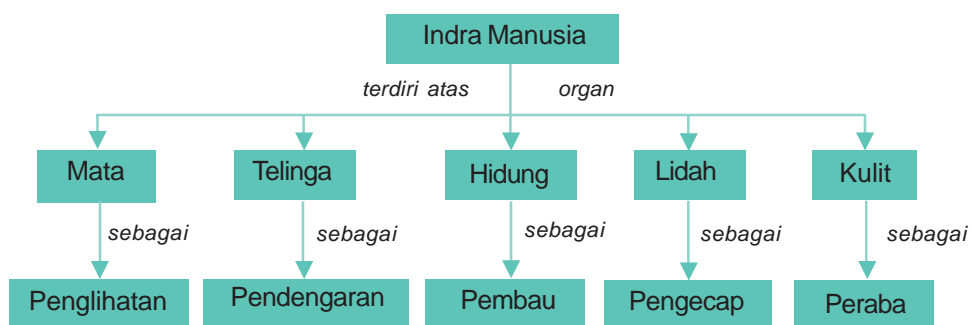 Indra Manusia
terdiri atas organ
Mata Telinga Hidung Lidah Kulit
sebagai sebagai sebagai sebagai sebagai
Penglihatan Pendengaran Pembau Pengecap Peraba